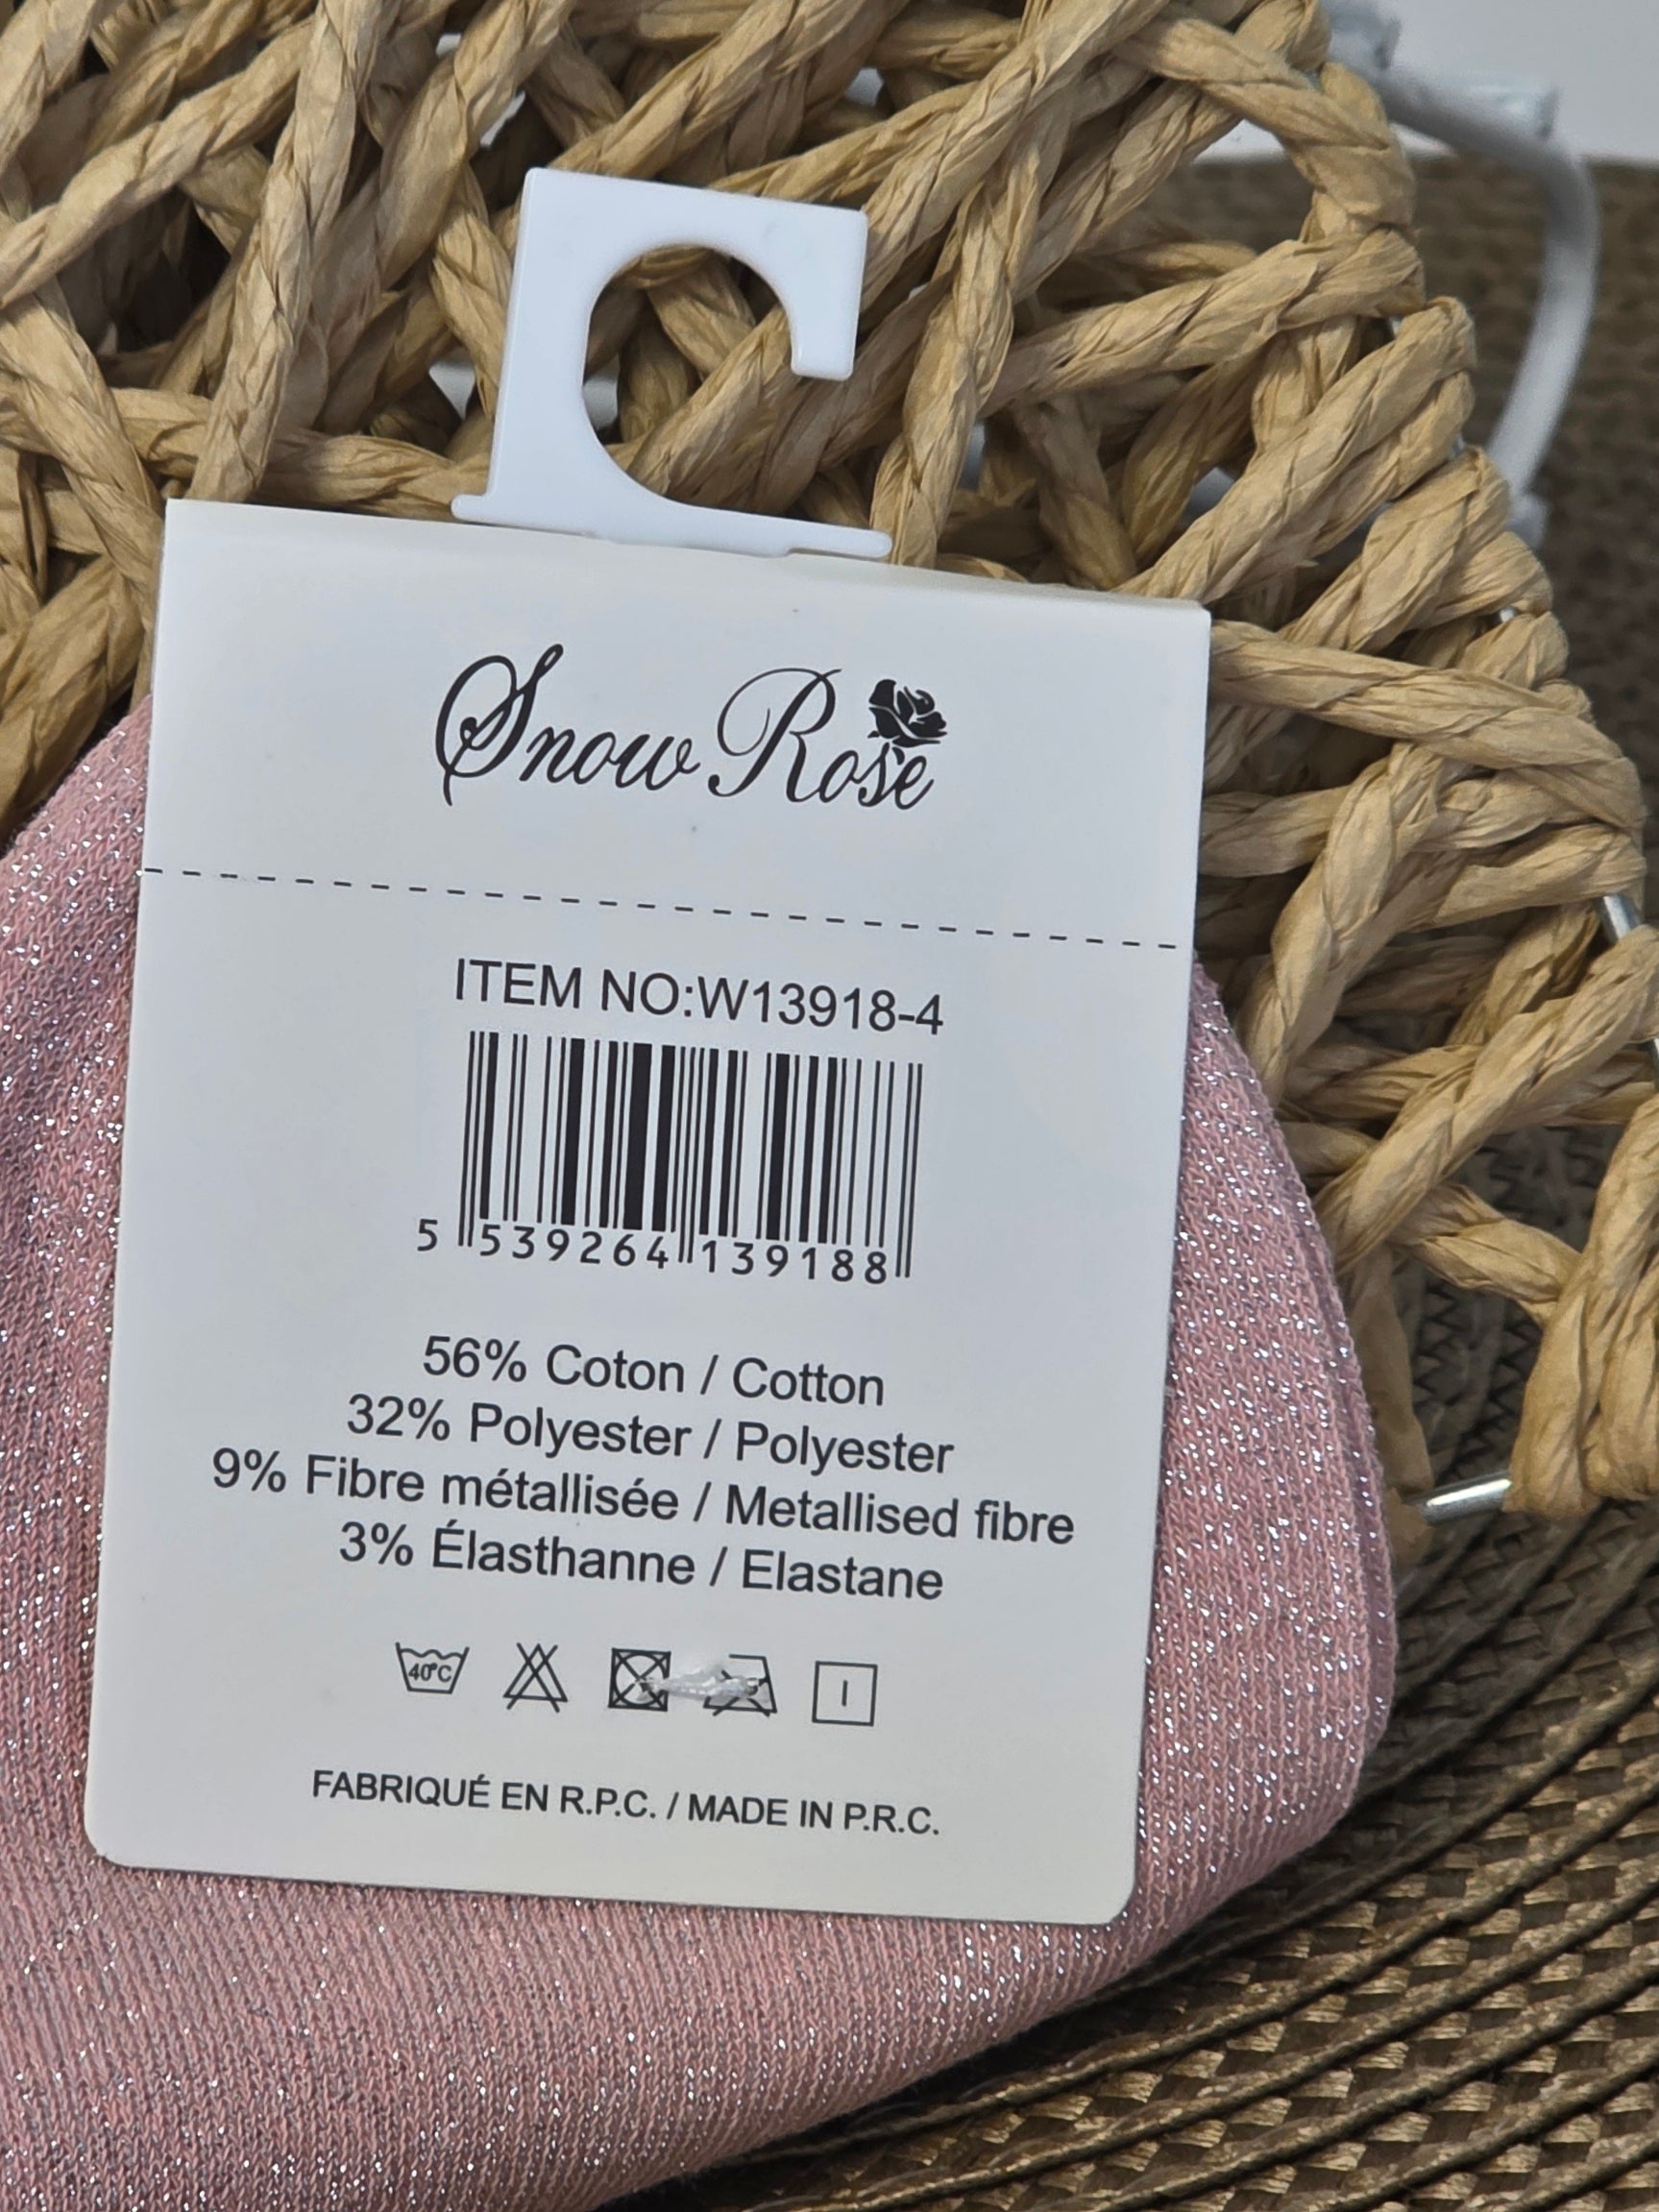 Snow Rose
ITEM NO:W13918-4
5 539264 139188
56% Coton / Cotton
32% Polyester / Polyester
9% Fibre métallisée / Metallised fibre
3% Élasthanne / Elastane
40°C
FABRIQUÉ EN R.P.C. / MADE IN P.R.C.